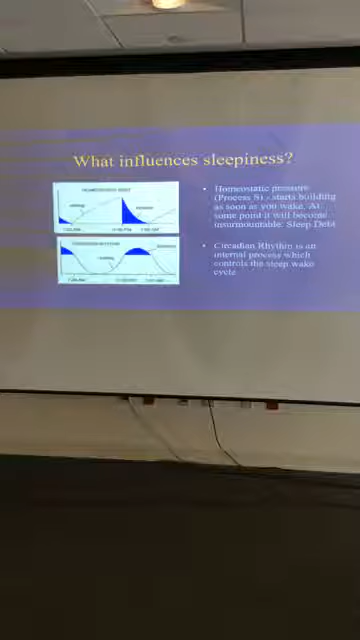 What influences sleepiness?
• Homeostatic pressure
(Process S) - starts building
as soon as you wake. At
some point it will become
unsurmountable. Sleep Debt
• Circadian Rhythm is an
internal process which
controls the sleep wake
cycle